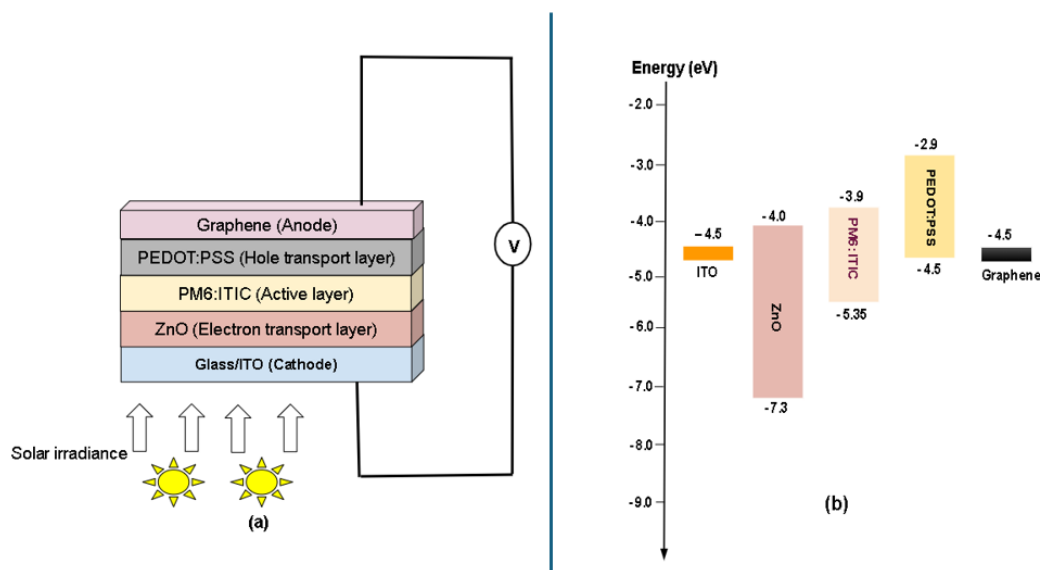 Graphene (Anode)
PEDOT:PSS (Hole transport layer)
PM6:ITIC (Active layer)
ZnO (Electron transport layer)
Glass/ITO (Cathode)
V
Solar irradiance
(a)
Energy (eV)
-2.0
-3.0
-4.0
-5.0
-6.0
-7.0
-8.0
-9.0
– 4.5
ITO
- 4.0
ZnO
-7.3
- 3.9
PM6:ITIC
- 5.35
- 2.9
PEDOT:PSS
- 4.5
- 4.5
Graphene
(b)